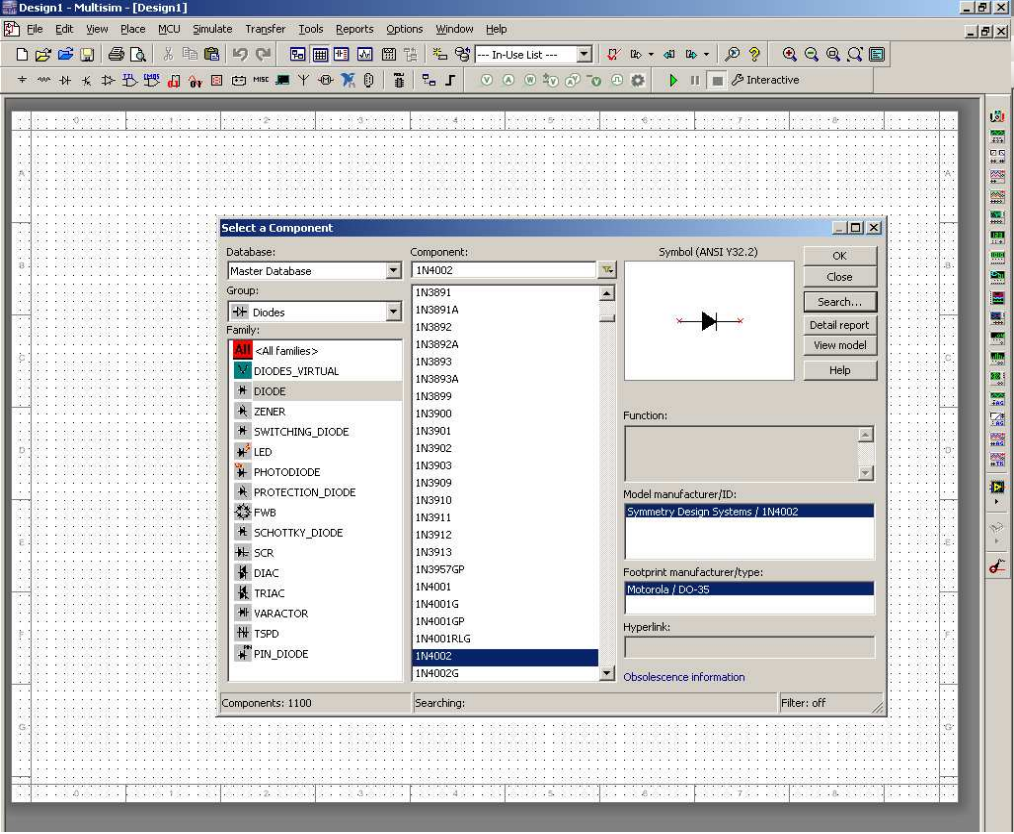 Design1 - Multisim - [Design1]
File Edit View Place MCU Simulate Transfer Tools Reports Options Window Help
--- In-Use List ---
MISC Interactive
Select a Component
Database:
Master Database
Group:
Diodes
Family:
All <All families>
DIODES_VIRTUAL
DIODE
ZENER
SWITCHING_DIODE
LED
PHOTODIODE
PROTECTION_DIODE
FWB
SCHOTTKY_DIODE
SCR
DIAC
TRIAC
VARACTOR
TSPD
PIN_DIODE
Component:
1N4002
1N3891
1N3891A
1N3892
1N3892A
1N3893
1N3893A
1N3899
1N3900
1N3901
1N3902
1N3903
1N3909
1N3910
1N3911
1N3912
1N3913
1N3957GP
1N4001
1N4001G
1N4001GP
1N4001RLG
1N4002
1N4002G
Symbol (ANSI Y32.2)
OK
Close
Search...
Detail report
View model
Help
Function:
Model manufacturer/ID:
Symmetry Design Systems / 1N4002
Footprint manufacturer/type:
Motorola / DO-35
Hyperlink:
Obsolescence information
Components: 1100
Searching:
Filter: off